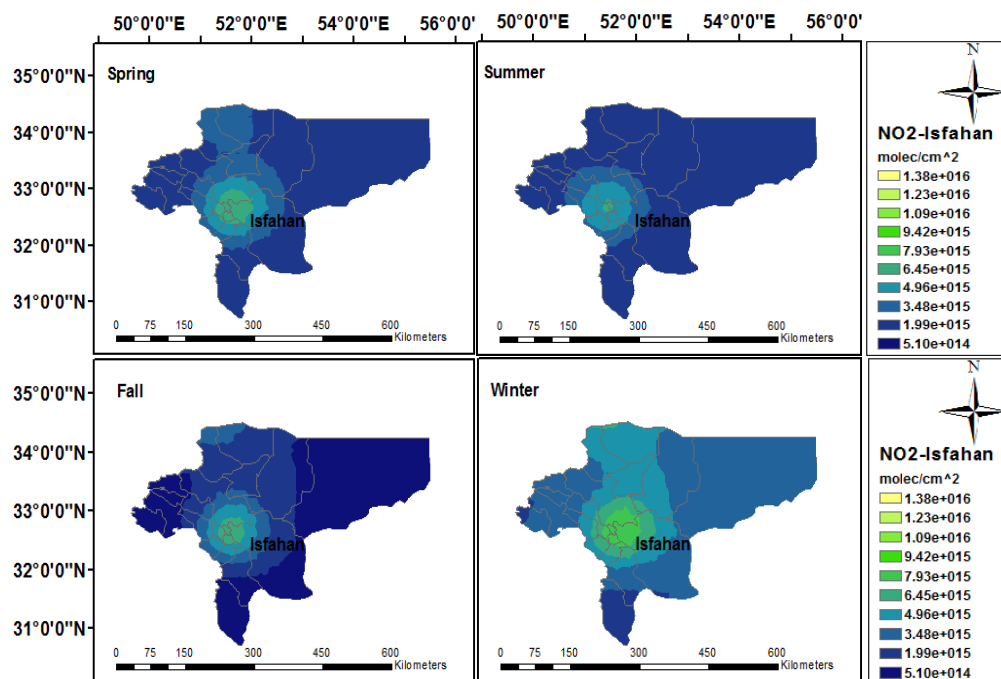 50°0'0"E 52°0'0"E 54°0'0"E 56°0'0"E 50°0'0"E 52°0'0"E 54°0'0"E 56°0'0"
35°0'0"N
34°0'0"N
33°0'0"N
32°0'0"N
31°0'0"N
Spring
Isfahan
0 75 150 300 450 600
Kilometers
Summer
Isfahan
0 75 150 300 450 600
Kilometers
N
NO2-Isfahan
molec/cm^2
1.38e+016
1.23e+016
1.09e+016
9.42e+015
7.93e+015
6.45e+015
4.96e+015
3.48e+015
1.99e+015
5.10e+014
35°0'0"N
34°0'0"N
33°0'0"N
32°0'0"N
31°0'0"N
Fall
Isfahan
0 75 150 300 450 600
Kilometers
Winter
Isfahan
0 75 150 300 450 600
Kilometers
N
NO2-Isfahan
molec/cm^2
1.38e+016
1.23e+016
1.09e+016
9.42e+015
7.93e+015
6.45e+015
4.96e+015
3.48e+015
1.99e+015
5.10e+014